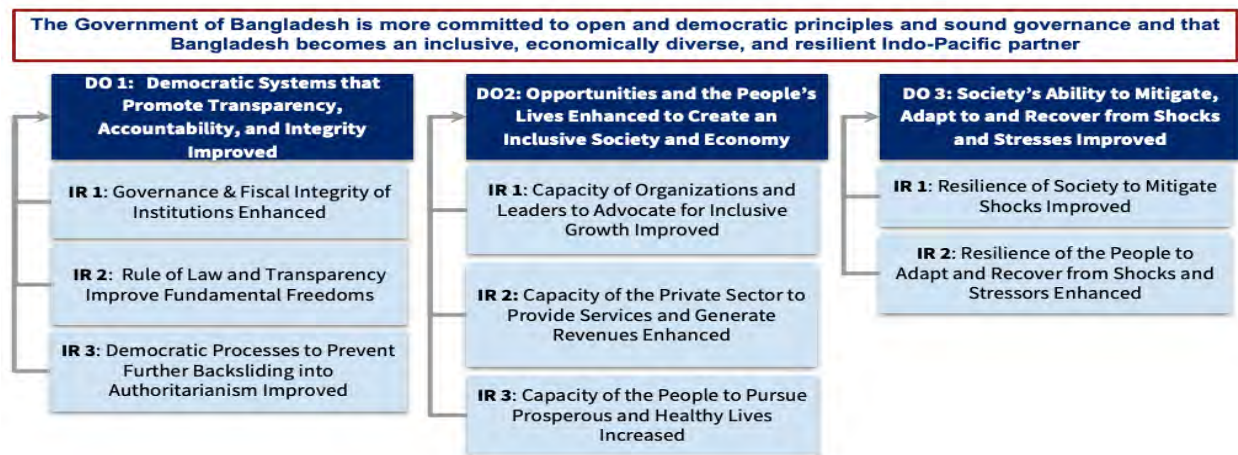 The Government of Bangladesh is more committed to open and democratic principles and sound governance and that
Bangladesh becomes an inclusive, economically diverse, and resilient Indo-Pacific partner
DO 1: Democratic Systems that
Promote Transparency,
Accountability, and Integrity
Improved
IR 1: Governance & Fiscal Integrity of
Institutions Enhanced
IR 2: Rule of Law and Transparency
Improve Fundamental Freedoms
IR 3: Democratic Processes to Prevent
Further Backsliding into
Authoritarianism Improved
DO2: Opportunities and the People's
Lives Enhanced to Create an
Inclusive Society and Economy
IR 1: Capacity of Organizations and
Leaders to Advocate for Inclusive
Growth Improved
IR 2: Capacity of the Private Sector to
Provide Services and Generate
Revenues Enhanced
IR 3: Capacity of the People to Pursue
Prosperous and Healthy Lives
Increased
DO 3: Society's Ability to Mitigate,
Adapt to and Recover from Shocks
and Stresses Improved
IR 1: Resilience of Society to Mitigate
Shocks Improved
IR 2: Resilience of the People to
Adapt and Recover from Shocks and
Stressors Enhanced